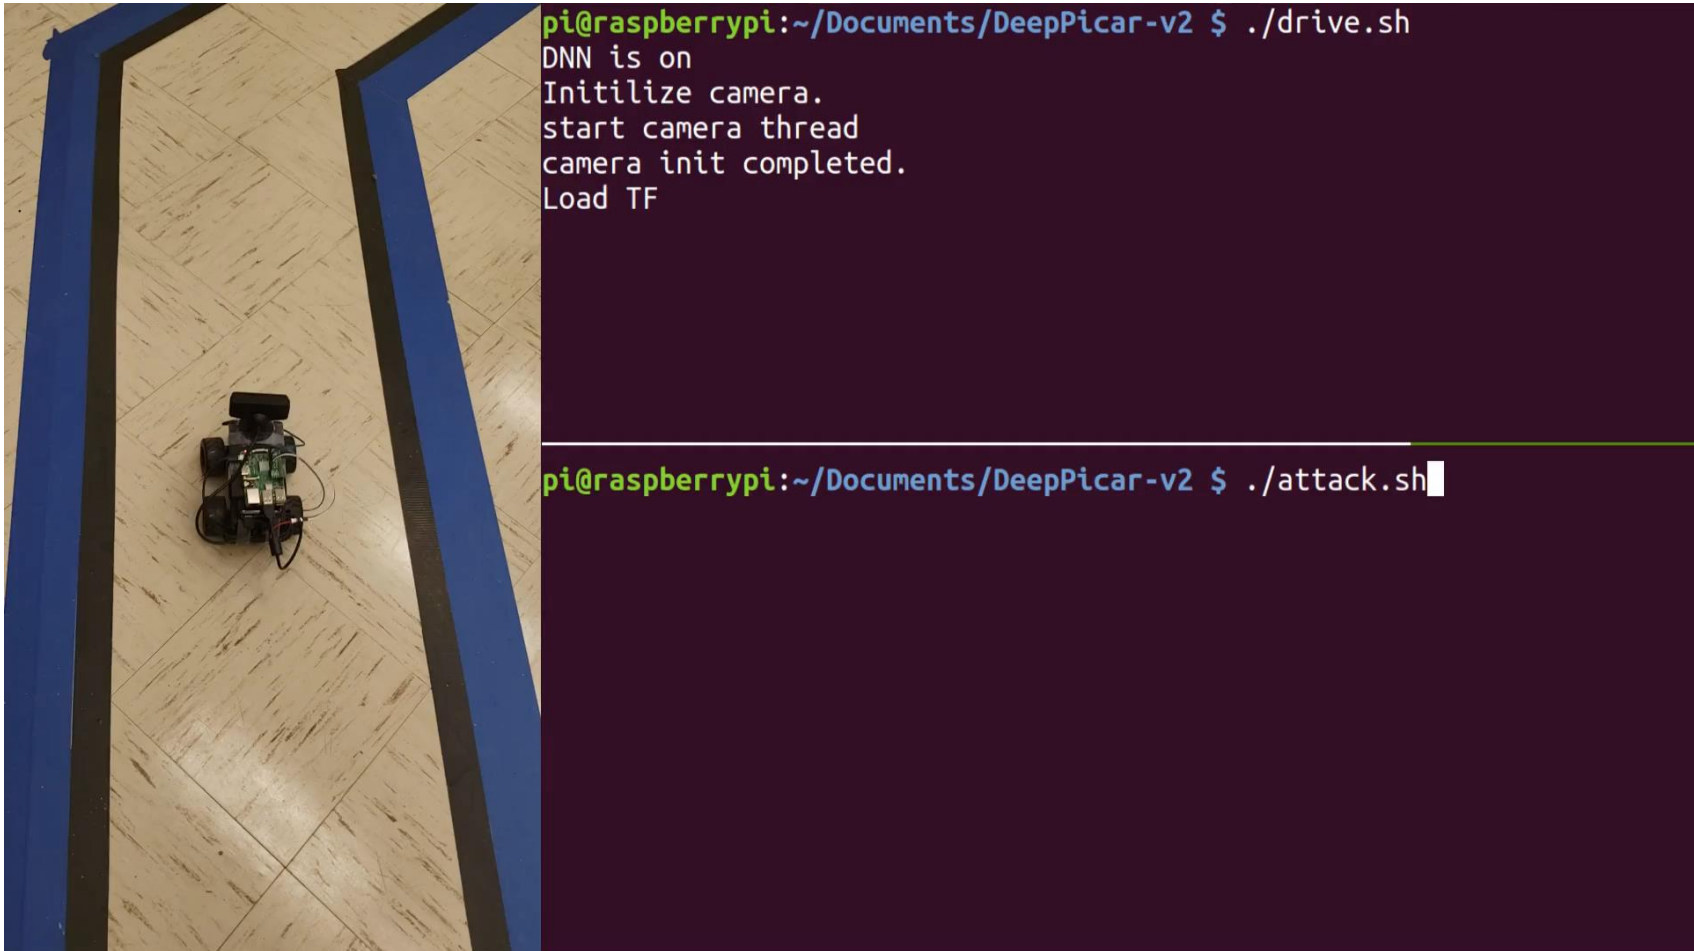 pi@raspberrypi:~/Documents/DeepPicar-v2 $ ./drive.sh
DNN is on
Initilize camera.
start camera thread
camera init completed.
Load TF
pi@raspberrypi:~/Documents/DeepPicar-v2 $ ./attack.sh